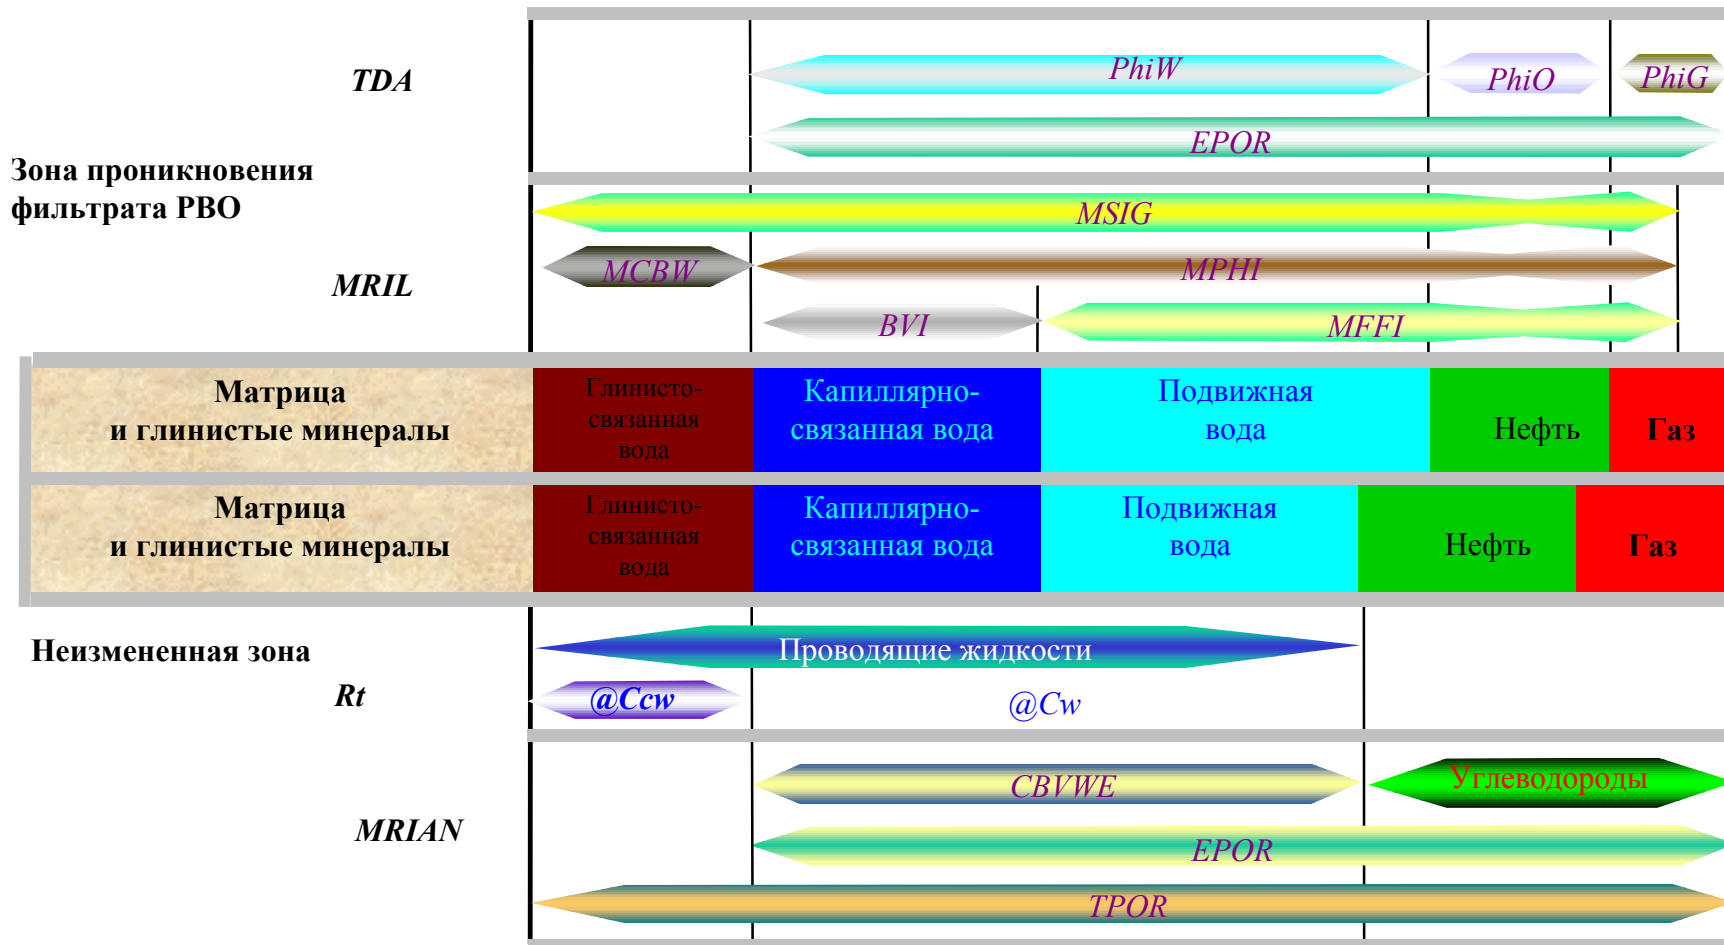 TDA
PhiW
PhiO
PhiG
EPOR
Зона проникновения
фильтрата РВО
MSIG
MRIL
MCBW
MPHI
BVI
MFFI
Матрица
и глинистые минералы
Глинисто-
связанная
вода
Капиллярно-
связанная вода
Подвижная
вода
Нефть
Газ
Матрица
и глинистые минералы
Глинисто-
связанная
вода
Капиллярно-
связанная вода
Подвижная
вода
Нефть
Газ
Неизмененная зона
Проводящие жидкости
Rt
@Ccw
@Cw
MRIAN
CBVWE
Углеводороды
EPOR
TPOR